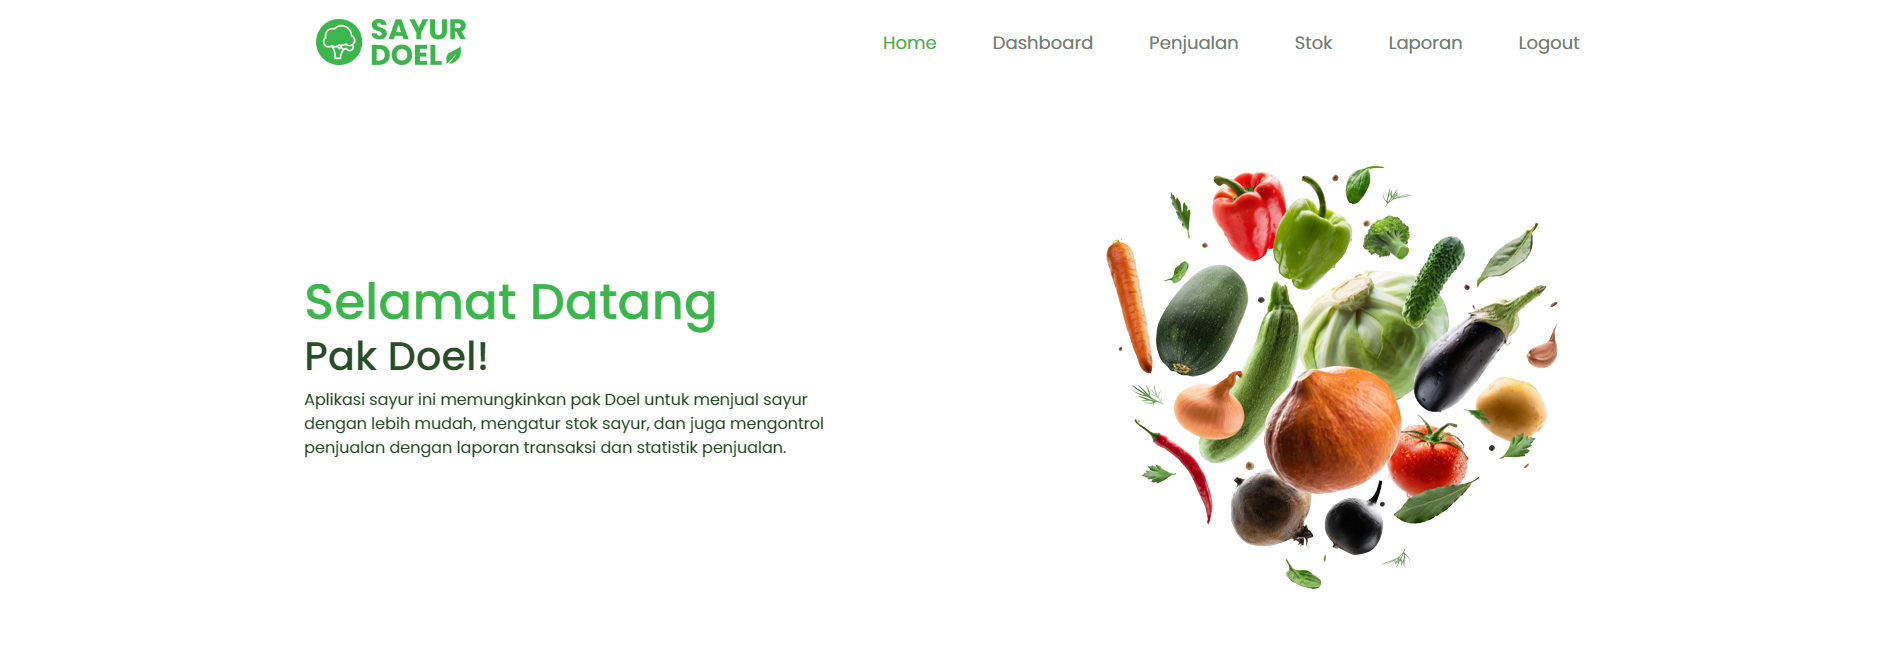 SAYUR
DOEL
Home
Dashboard
Penjualan
Stok
Laporan
Logout
Selamat Datang
Pak Doel!
Aplikasi sayur ini memungkinkan pak Doel untuk menjual sayur
dengan lebih mudah, mengatur stok sayur, dan juga mengontrol
penjualan dengan laporan transaksi dan statistik penjualan.